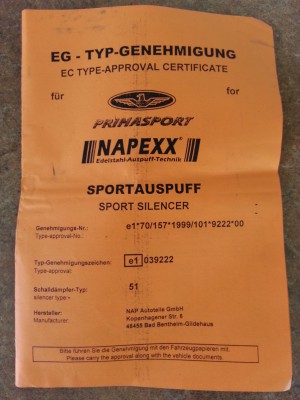 EG - TYP-GENEHMIGUNG
EC TYPE-APPROVAL CERTIFICATE
für for
PRIMASPORT
NAPEXX®
Edelstahl-Auspuff-Technik
SPORTAUSPUFF
SPORT SILENCER
Genehmigungs-Nr.: e1*70/157*1999/101*9222*00
Type-approval-No.:
Typ-Genehmigungszeichen: e1 039222
Type-approval:
Schalldämpfer-Typ: 51
silencer type:
Hersteller: NAP Autoteile GmbH
Manufacturer: Kopenhagener Str. 8
48455 Bad Bentheim-Gildehaus
Bitte führen Sie die Genehmigung mit den Fahrzeugpapieren mit.
Please carry the approval along with the vehicle documents.